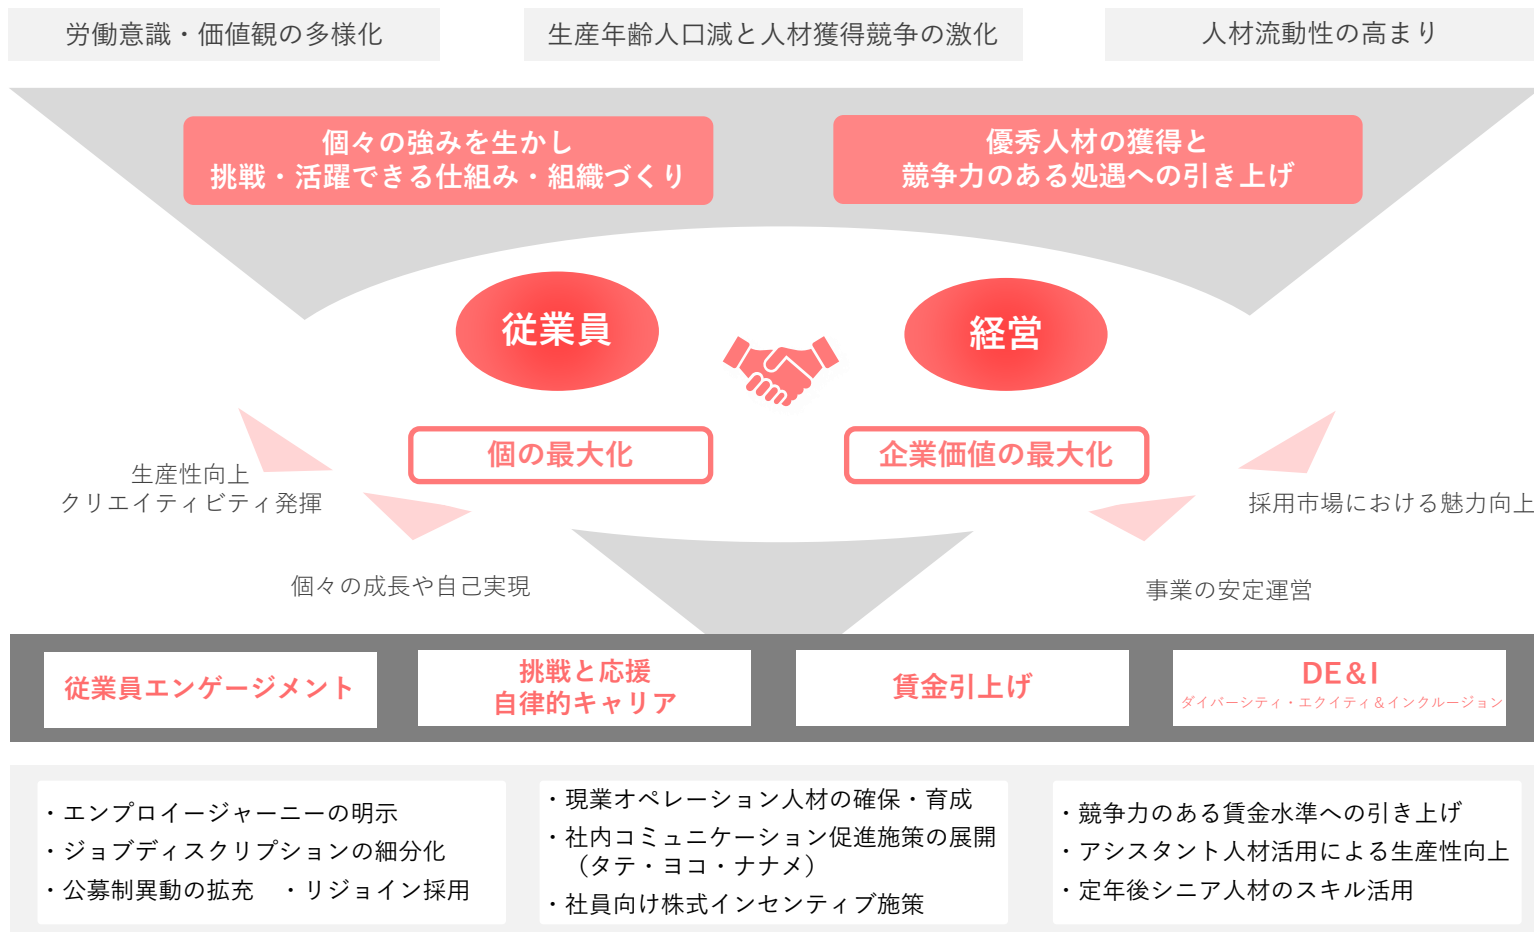 労働意識・価値観の多様化
生産年齢人口減と人材獲得競争の激化
人材流動性の高まり
個々の強みを生かし
挑戦・活躍できる仕組み・組織づくり
優秀人材の獲得と
競争力のある処遇への引き上げ
従業員
経営
個の最大化
企業価値の最大化
生産性向上
クリエイティビティ発揮
採用市場における魅力向上
個々の成長や自己実現
事業の安定運営
従業員エンゲージメント
挑戦と応援
自律的キャリア
賃金引上げ
DE&I
ダイバーシティ・エクイティ&インクルージョン
・エンプロイージャーニーの明示
・ジョブディスクリプションの細分化
・公募制異動の拡充　・リジョイン採用
・現業オペレーション人材の確保・育成
・社内コミュニケーション促進施策の展開
（タテ・ヨコ・ナナメ）
・社員向け株式インセンティブ施策
・競争力のある賃金水準への引き上げ
・アシスタント人材活用による生産性向上
・定年後シニア人材のスキル活用